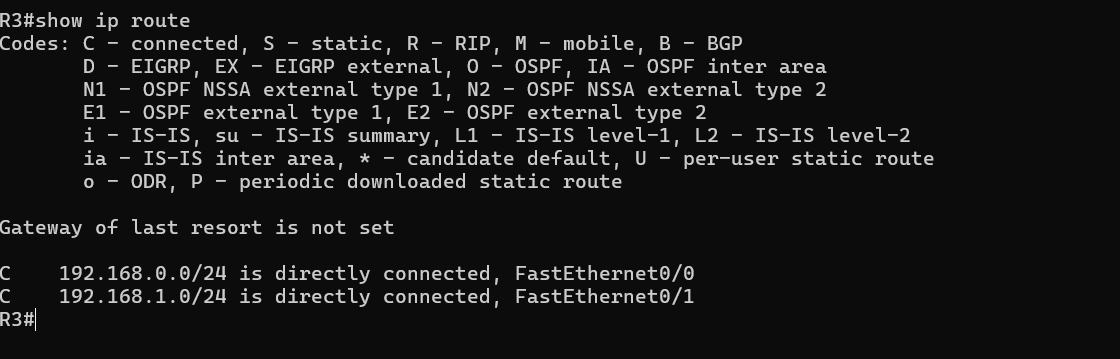 R3#show ip route
Codes: C - connected, S - static, R - RIP, M - mobile, B - BGP
       D - EIGRP, EX - EIGRP external, O - OSPF, IA - OSPF inter area
       N1 - OSPF NSSA external type 1, N2 - OSPF NSSA external type 2
       E1 - OSPF external type 1, E2 - OSPF external type 2
       i - IS-IS, su - IS-IS summary, L1 - IS-IS level-1, L2 - IS-IS level-2
       ia - IS-IS inter area, * - candidate default, U - per-user static route
       o - ODR, P - periodic downloaded static route

Gateway of last resort is not set

C    192.168.0.0/24 is directly connected, FastEthernet0/0
C    192.168.1.0/24 is directly connected, FastEthernet0/1
R3#